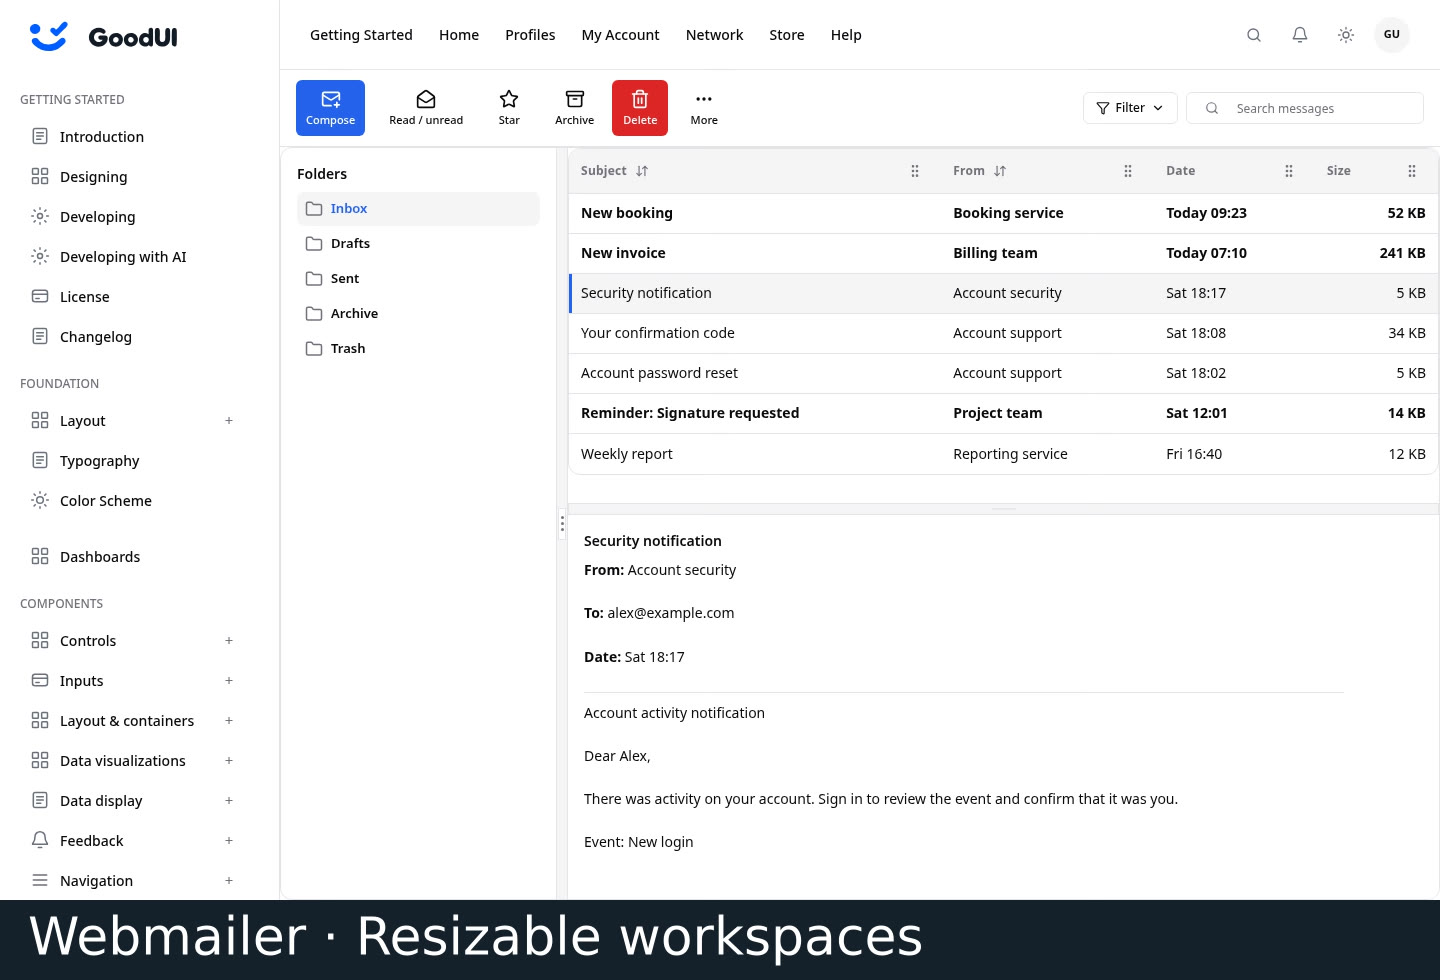 GoodUI
Getting Started Home Profiles My Account Network Store Help GU
GETTING STARTED
Introduction
Designing
Developing
Developing with AI
License
Changelog
FOUNDATION
Layout +
Typography
Color Scheme
Dashboards
COMPONENTS
Controls +
Inputs +
Layout & containers +
Data visualizations +
Data display +
Feedback +
Navigation +
Compose Read / unread Star Archive Delete More Filter Search messages
Folders
Inbox
Drafts
Sent
Archive
Trash
Subject From Date Size
New booking Booking service Today 09:23 52 KB
New invoice Billing team Today 07:10 241 KB
Security notification Account security Sat 18:17 5 KB
Your confirmation code Account support Sat 18:08 34 KB
Account password reset Account support Sat 18:02 5 KB
Reminder: Signature requested Project team Sat 12:01 14 KB
Weekly report Reporting service Fri 16:40 12 KB
Security notification
From: Account security
To: alex@example.com
Date: Sat 18:17
Account activity notification
Dear Alex,
There was activity on your account. Sign in to review the event and confirm that it was you.
Event: New login
Webmailer · Resizable workspaces